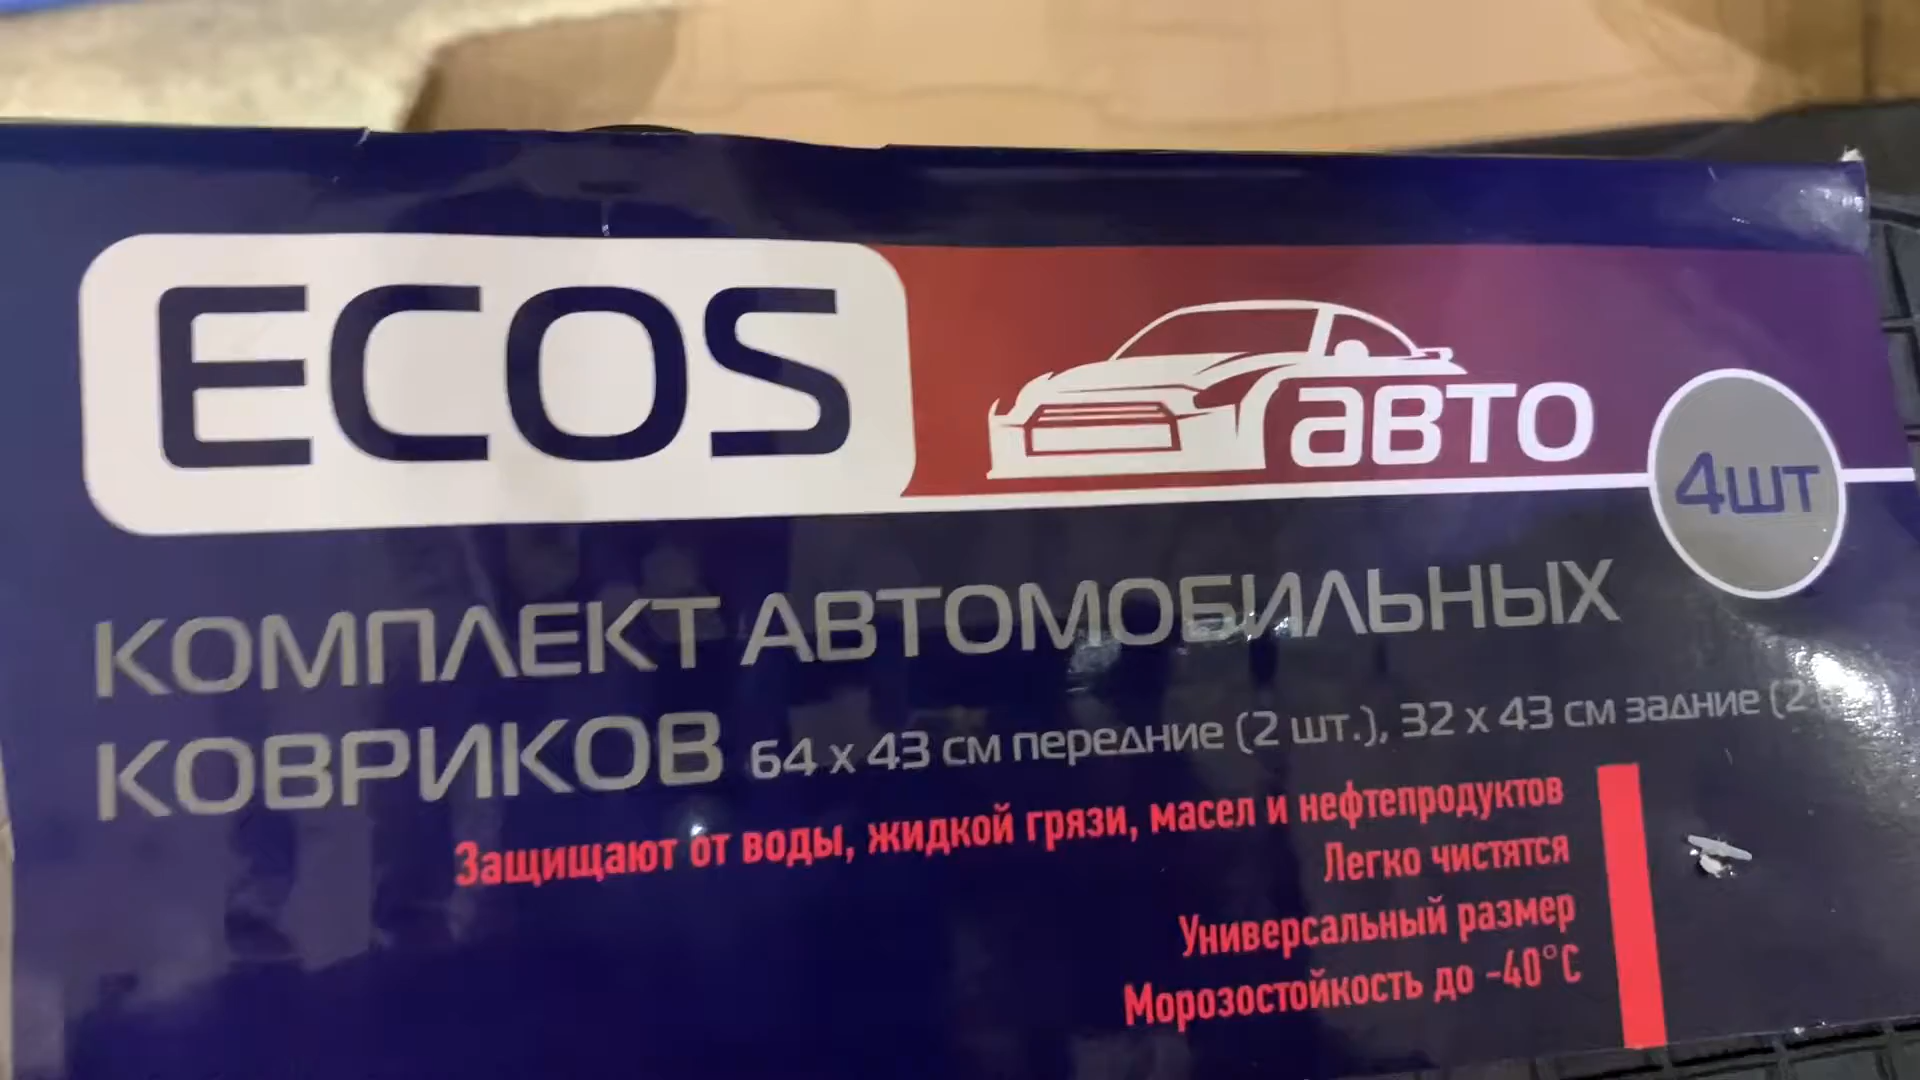 ECOS
авто
4шт
КОМПЛЕКТ АВТОМОБИЛЬНЫХ
КОВРИКОВ 64 x 43 см передние (2 шт.), 32 x 43 см задние (2
Защищают от воды, жидкой грязи, масел и нефтепродуктов
Легко чистятся
Универсальный размер
Морозостойкость до -40°C